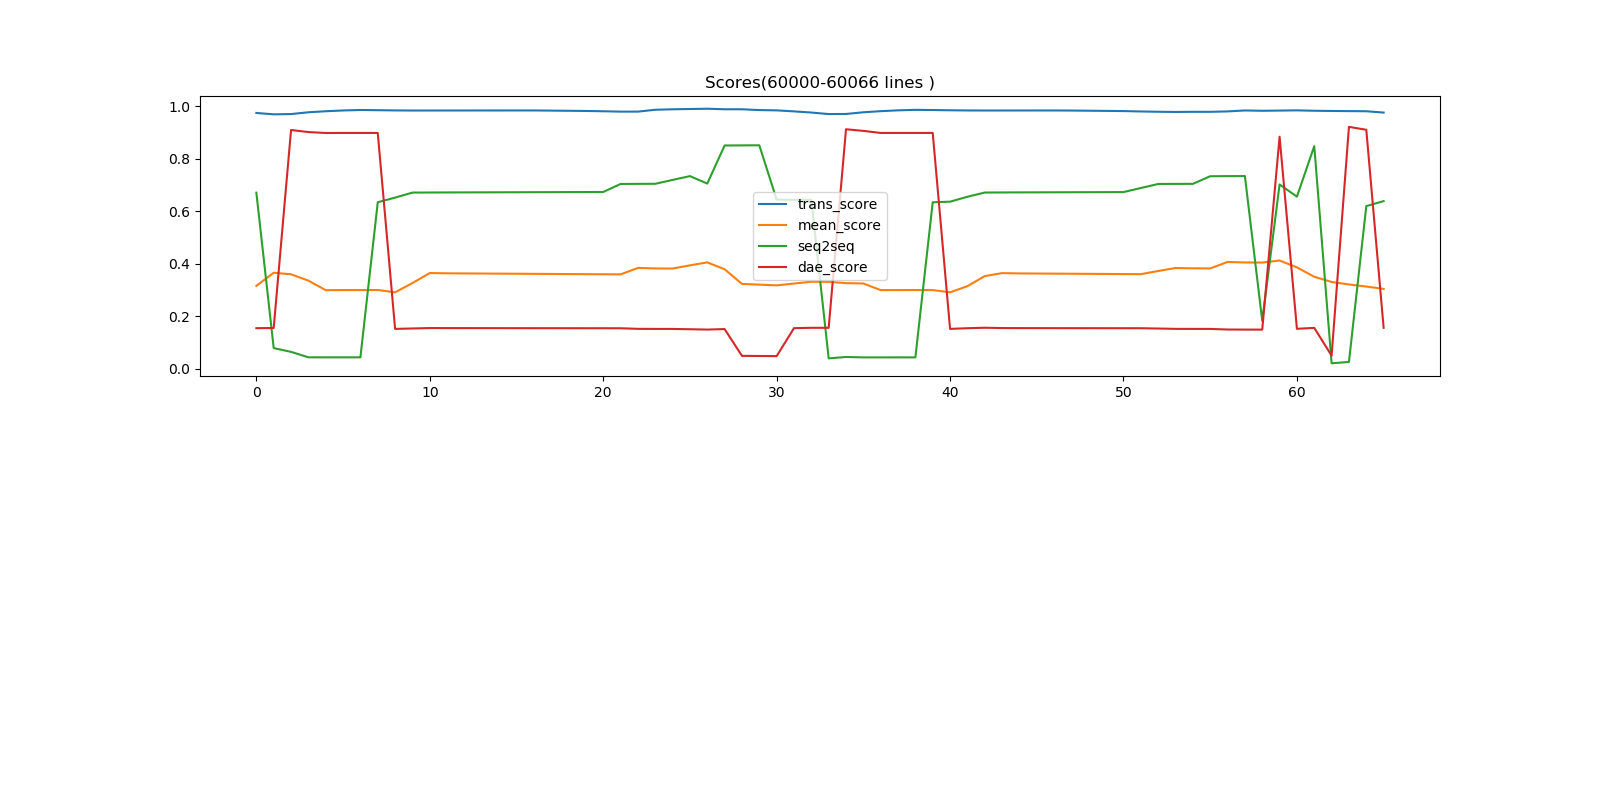 Scores(60000-60066 lines )
1.0
0.8
0.6
0.4
0.2
0.0
trans_score
mean_score
seq2seq
dae_score
0 10 20 30 40 50 60